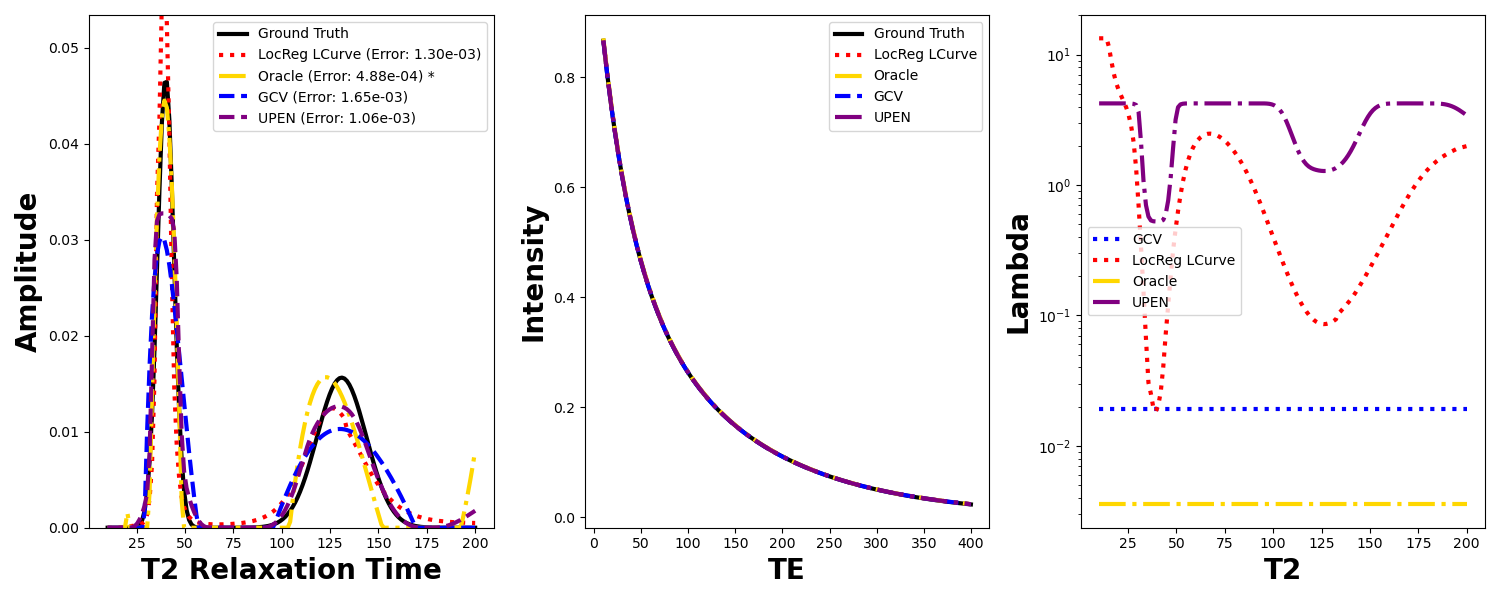 Amplitude
0.05
0.04
0.03
0.02
0.01
0.00
Ground Truth
LocReg LCurve (Error: 1.30e-03)
Oracle (Error: 4.88e-04) *
GCV (Error: 1.65e-03)
UPEN (Error: 1.06e-03)
25 50 75 100 125 150 175 200
T2 Relaxation Time
Intensity
0.8
0.6
0.4
0.2
0.0
Ground Truth
LocReg LCurve
Oracle
GCV
UPEN
0 50 100 150 200 250 300 350 400
TE
Lambda
10¹
10⁰
10⁻¹
10⁻²
GCV
LocReg LCurve
Oracle
UPEN
25 50 75 100 125 150 175 200
T2